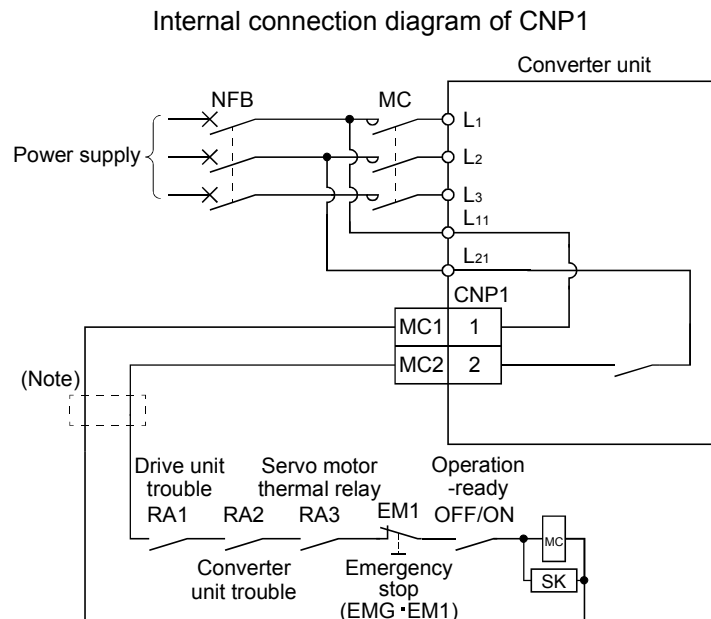 Internal connection diagram of CNP1
Converter unit
NFB
MC
Power supply
L1
L2
L3
L11
L21
CNP1
MC1 1
MC2 2
(Note)
Drive unit
trouble
RA1
RA2
Converter
unit trouble
Servo motor
thermal relay
RA3
EM1
Emergency
stop
(EMG・EM1)
Operation
-ready
OFF/ON
MC
SK